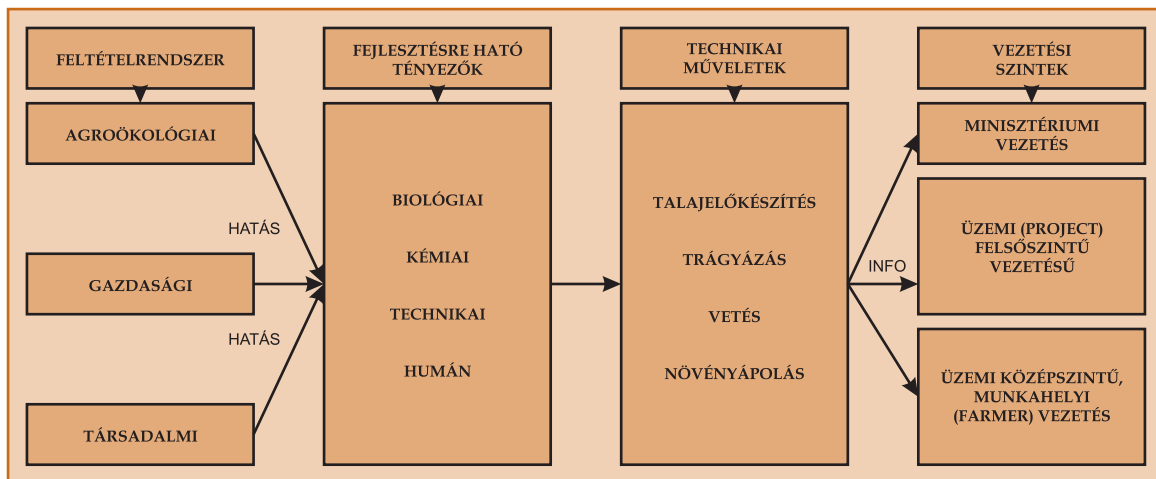 FELTÉTELRENDSZER
AGROÖKOLÓGIAI
HATÁS
GAZDASÁGI
HATÁS
TÁRSADALMI
FEJLESZTÉSRE HATÓ
TÉNYEZŐK
BIOLÓGIAI
KÉMIAI
TECHNIKAI
HUMÁN
TECHNIKAI
MŰVELETEK
TALAJELŐKÉSZÍTÉS
TRÁGYÁZÁS
VETÉS
NÖVÉNYÁPOLÁS
INFO
VEZETÉSI
SZINTEK
MINISZTÉRIUMI
VEZETÉS
ÜZEMI (PROJECT)
FELSŐSZINTŰ
VEZETÉSŰ
ÜZEMI KÖZÉPSZINTŰ,
MUNKAHELYI
(FARMER) VEZETÉS